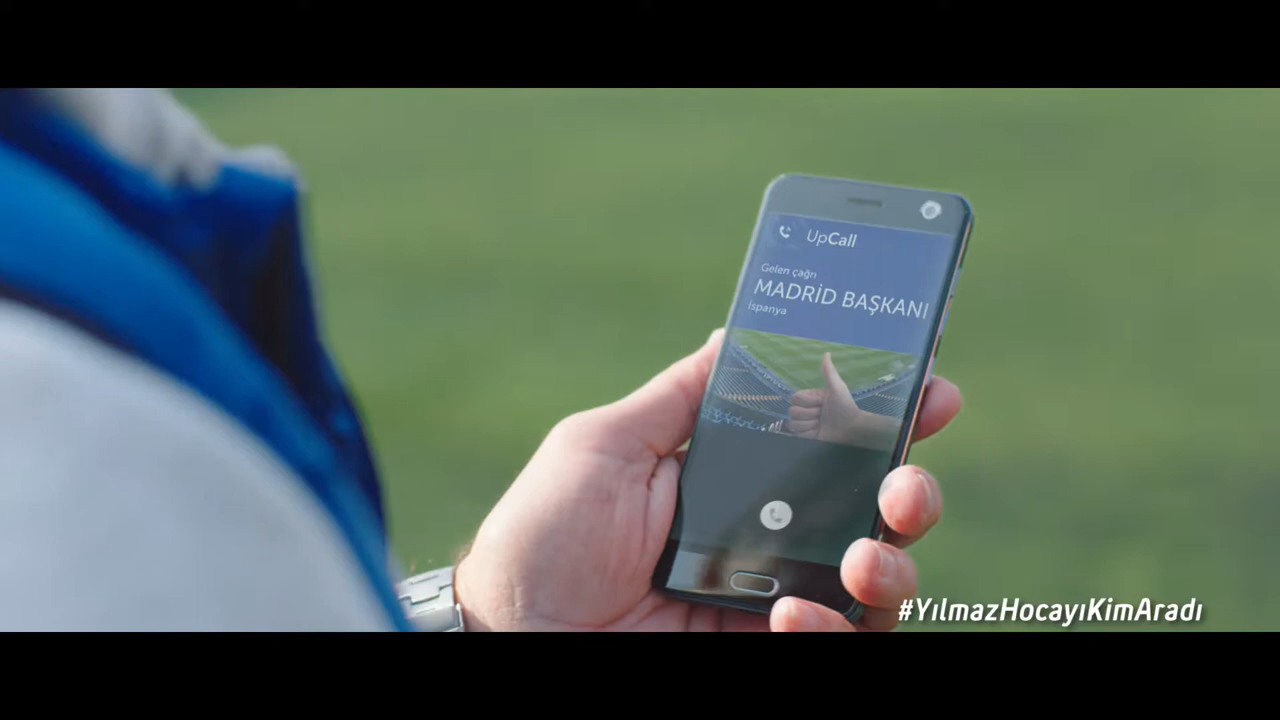 UpCall
Gelen çağrı
MADRİD BAŞKANI
İspanya
#YılmazHocayıKimAradı